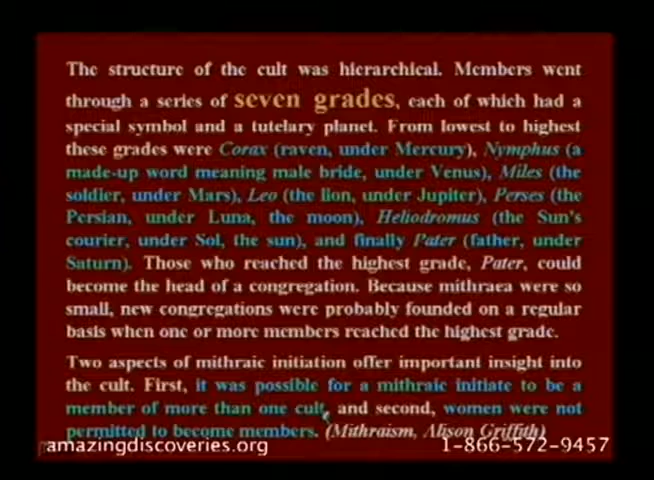 The structure of the cult was hierarchical. Members went
through a series of seven grades, each of which had a
special symbol and a tutelary planet. From lowest to highest
these grades were Corax (raven, under Mercury), Nymphus (a
made-up word meaning male bride, under Venus), Miles (the
soldier, under Mars), Leo (the lion, under Jupiter), Perses (the
Persian, under Luna, the moon), Heliodromus (the Sun's
courier, under Sol, the sun), and finally Pater (father, under
Saturn). Those who reached the highest grade, Pater, could
become the head of a congregation. Because mithraea were so
small, new congregations were probably founded on a regular
basis when one or more members reached the highest grade.
Two aspects of mithraic initiation offer important insight into
the cult. First, it was possible for a mithraic initiate to be a
member of more than one cult, and second, women were not
permitted to become members. (Mithraism, Alison Griffith)
amazingdiscoveries.org 1-866-572-9457